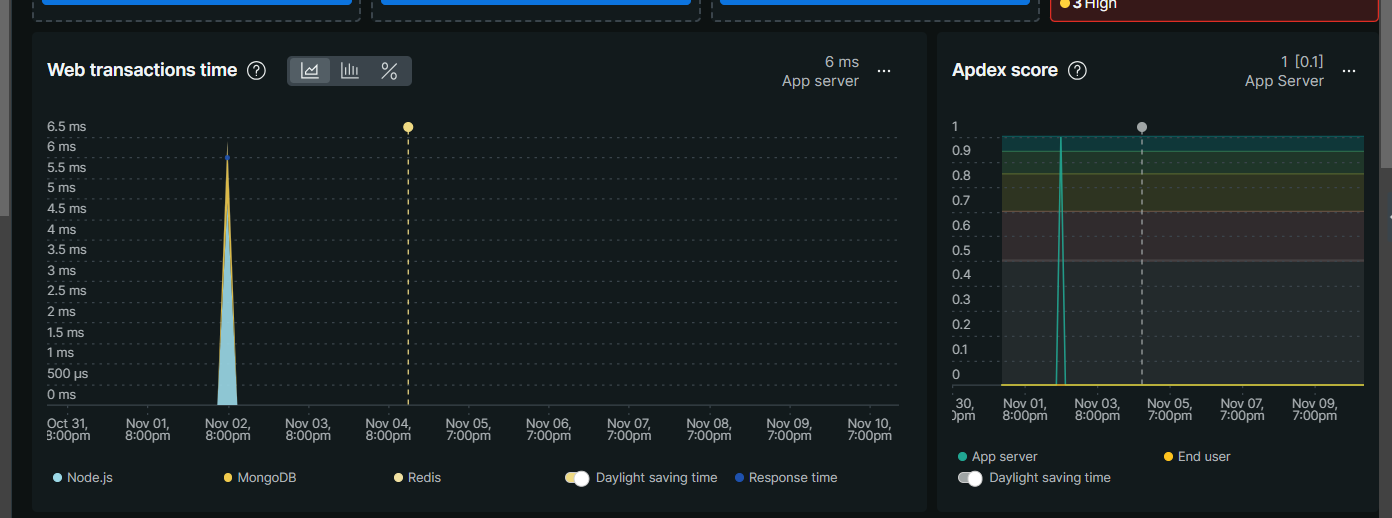 3 High
Web transactions time ?
%
6 ms
App server
...
6.5 ms
6 ms
5.5 ms
5 ms
4.5 ms
4 ms
3.5 ms
3 ms
2.5 ms
2 ms
1.5 ms
1 ms
500 µs
0 ms
Oct 31,
8:00pm
Nov 01,
8:00pm
Nov 02,
8:00pm
Nov 03,
8:00pm
Nov 04,
8:00pm
Nov 05,
7:00pm
Nov 06,
7:00pm
Nov 07,
7:00pm
Nov 08,
7:00pm
Nov 09,
7:00pm
Nov 10,
7:00pm
Node.js
MongoDB
Redis
Daylight saving time
Response time
Apdex score ?
1 [0.1]
App Server
...
1
0.9
0.8
0.7
0.6
0.5
0.4
0.3
0.2
0.1
0
30,
0pm
Nov 01,
8:00pm
Nov 03,
8:00pm
Nov 05,
7:00pm
Nov 07,
7:00pm
Nov 09,
7:00pm
App server
End user
Daylight saving time